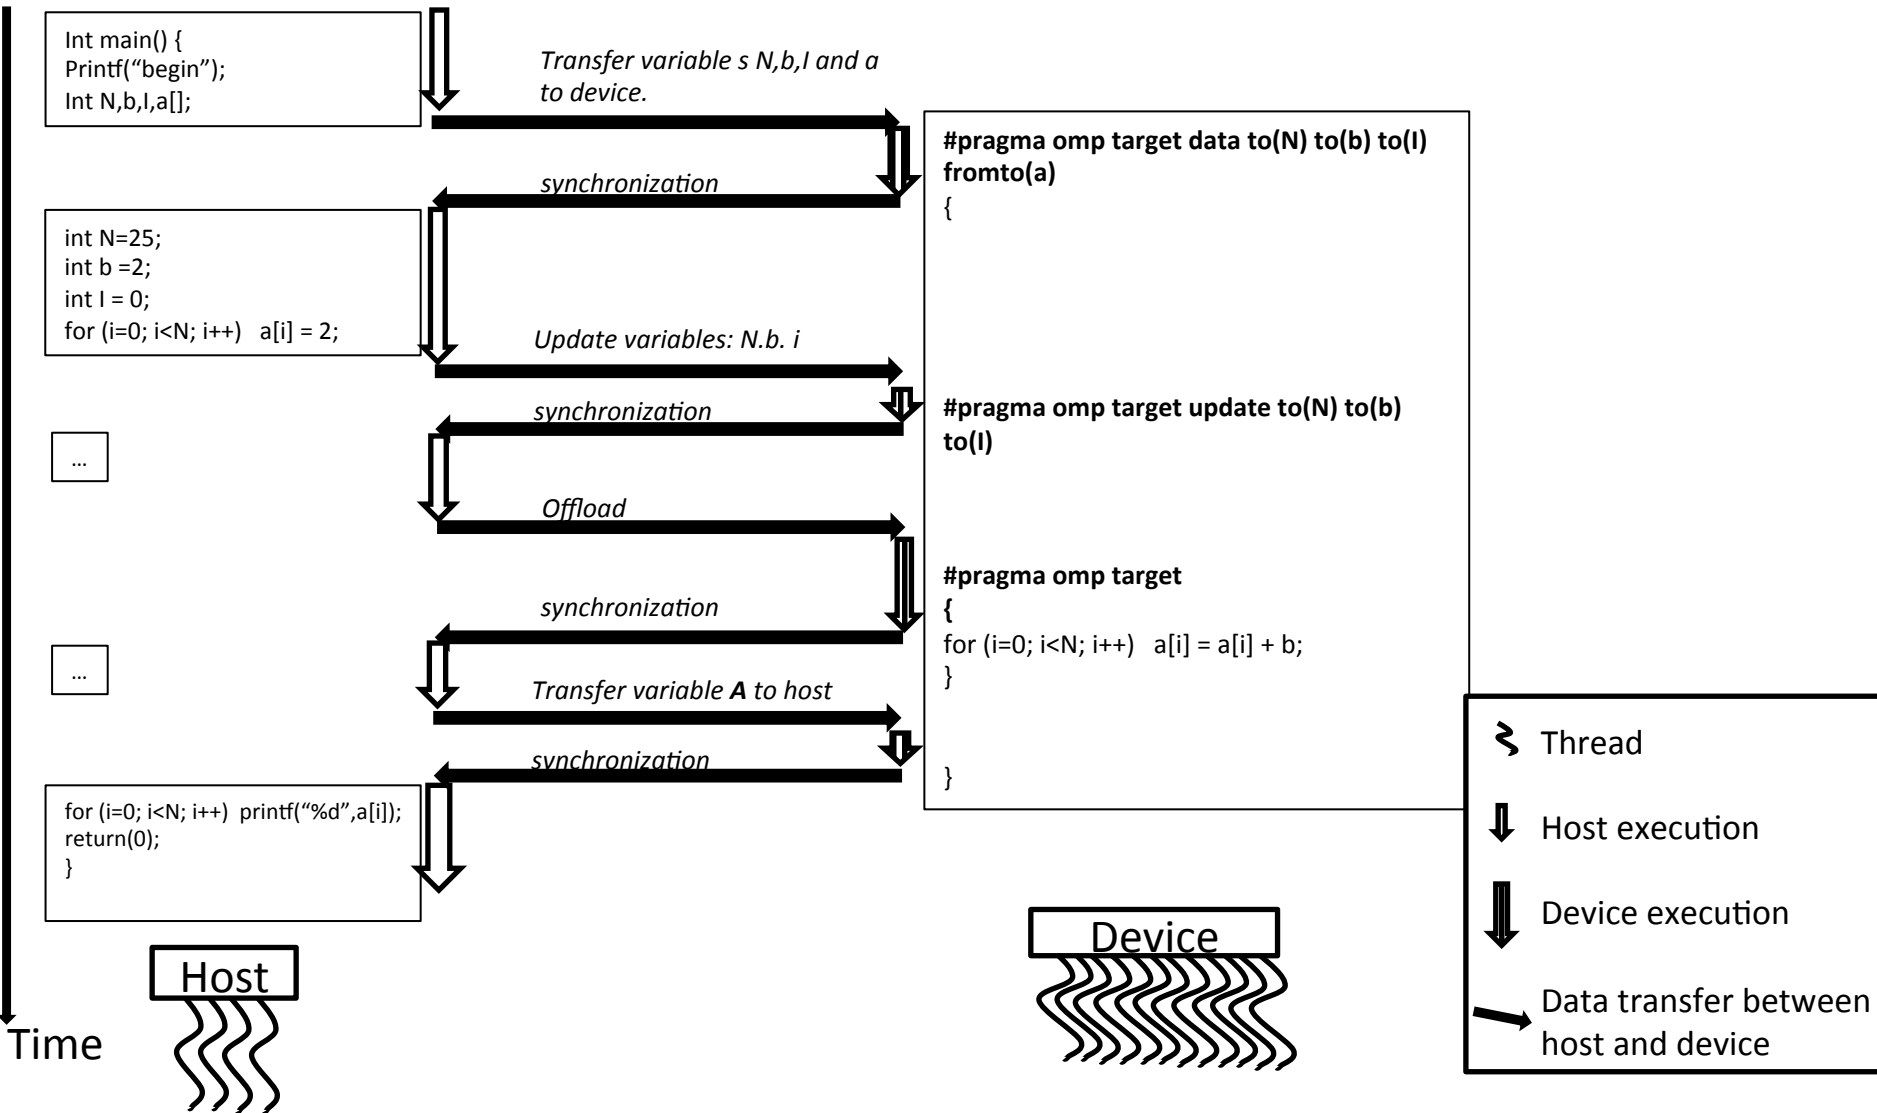 Int main() {
Printf(“begin”);
Int N,b,I,a[];
Transfer variable s N,b,I and a
to device.
#pragma omp target data to(N) to(b) to(I)
fromto(a)
{
synchronization
int N=25;
int b =2;
int I = 0;
for (i=0; i<N; i++)   a[i] = 2;
Update variables: N.b. i
#pragma omp target update to(N) to(b)
to(I)
synchronization
...
Offload
#pragma omp target
{
for (i=0; i<N; i++)   a[i] = a[i] + b;
}
synchronization
...
Transfer variable A to host
synchronization
}
for (i=0; i<N; i++)  printf(“%d”,a[i]);
return(0);
}
Thread
Host execution
Device execution
Data transfer between
host and device
Device
Host
Time